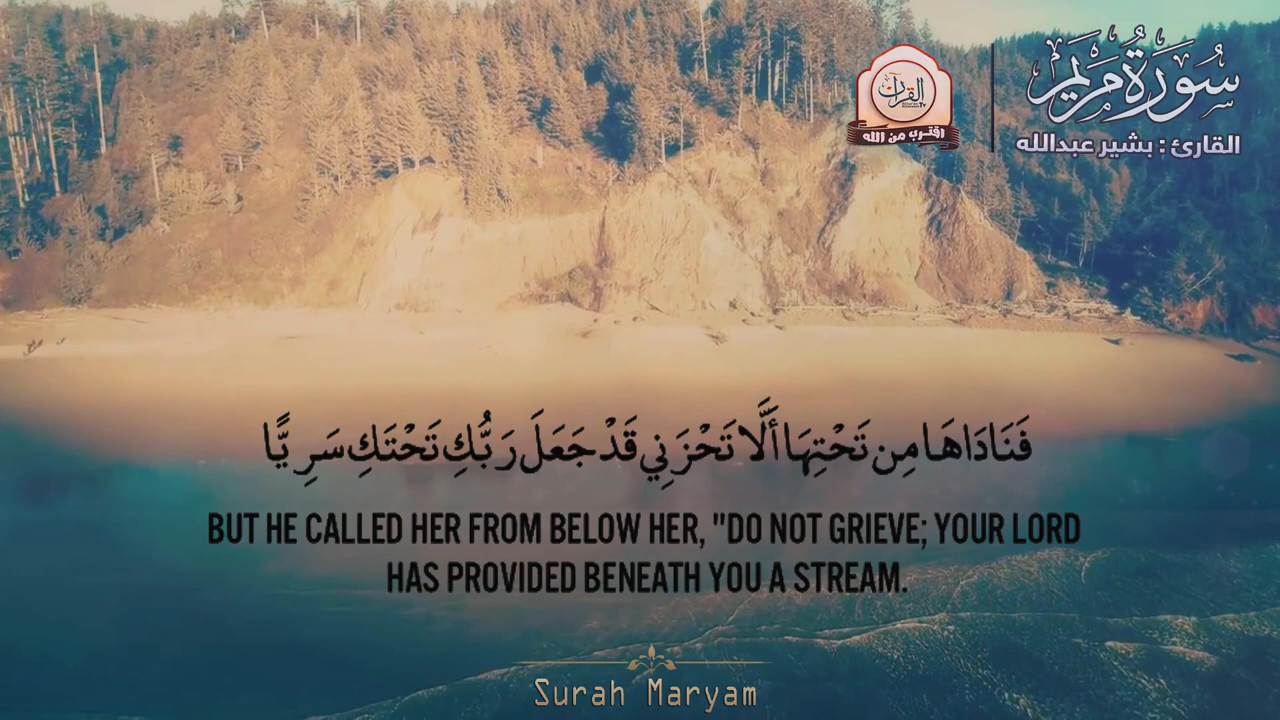 سُورَةُ مَرْيَم
القارئ : بشير عبدالله
القرآن
TV
اقترب من الله
فَنَادَاهَا مِن تَحْتِهَا أَلَّا تَحْزَنِي قَدْ جَعَلَ رَبُّكِ تَحْتَكِ سَرِيًّا
BUT HE CALLED HER FROM BELOW HER, "DO NOT GRIEVE; YOUR LORD
HAS PROVIDED BENEATH YOU A STREAM.
Surah Maryam